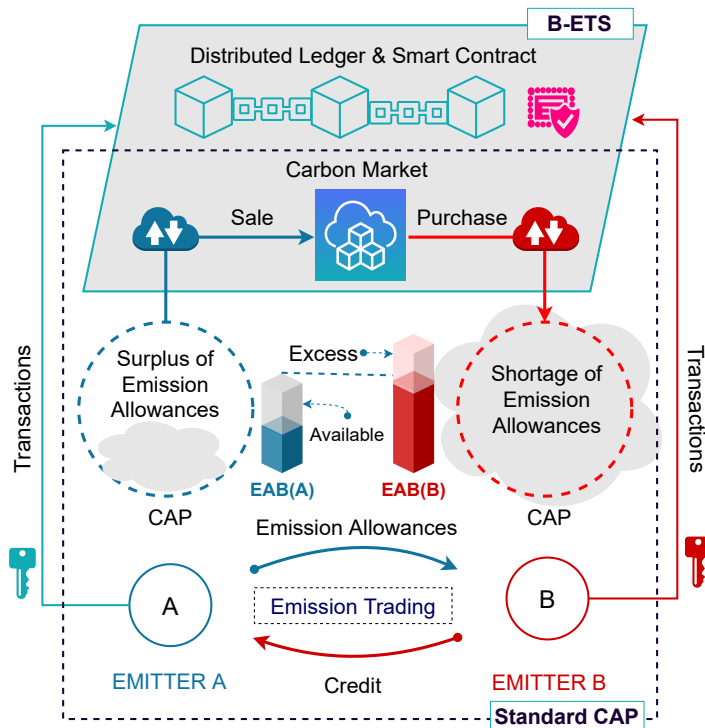 B-ETS
Distributed Ledger & Smart Contract
Carbon Market
Sale
Purchase
Transactions
Surplus of
Emission
Allowances
Excess
Available
Shortage of
Emission
Allowances
Transactions
EAB(A)
EAB(B)
CAP
CAP
Emission Allowances
A
Emission Trading
B
EMITTER A
Credit
EMITTER B
Standard CAP